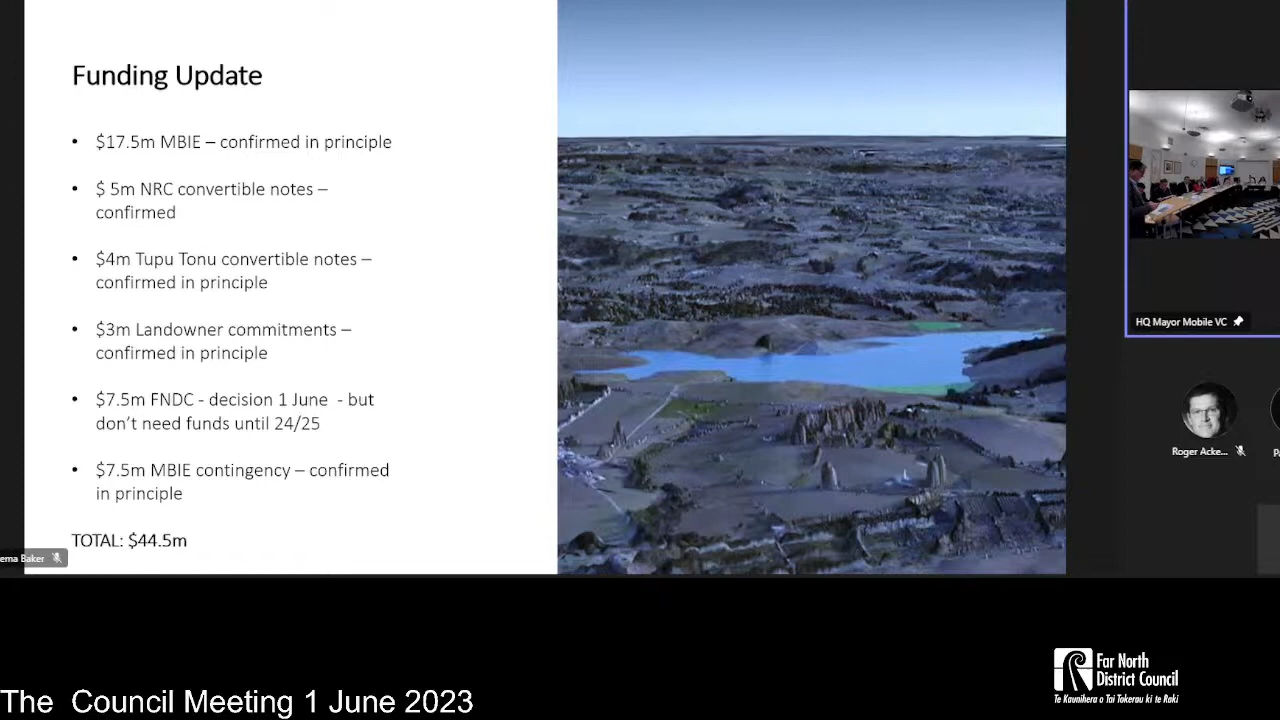 Funding Update
• $17.5m MBIE – confirmed in principle
• $ 5m NRC convertible notes –
confirmed
• $4m Tupu Tonu convertible notes –
confirmed in principle
• $3m Landowner commitments –
confirmed in principle
• $7.5m FNDC - decision 1 June - but
don't need funds until 24/25
• $7.5m MBIE contingency – confirmed
in principle
TOTAL: $44.5m
ema Baker
HQ Mayor Mobile VC
Roger Acke...
Far North
District Council
Te Kaunihera o Tai Tokerau ki te Raki
The Council Meeting 1 June 2023